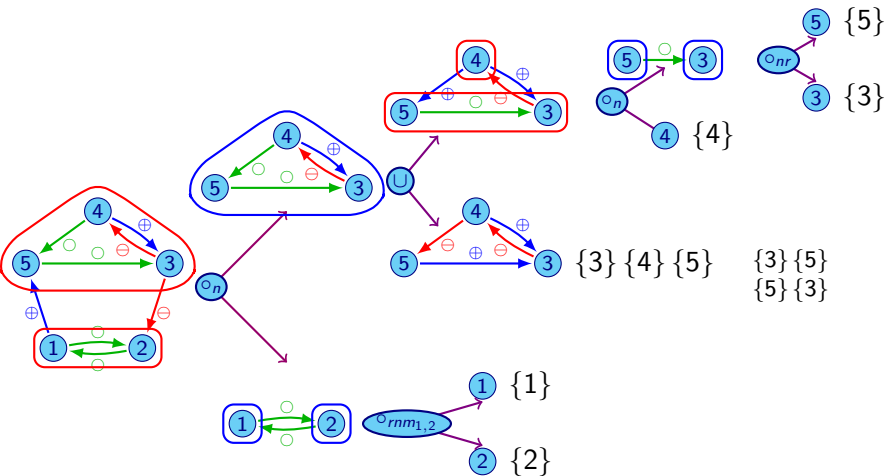 5 {5}
4 5 ○ 3 ∘nr
⊕ ⊕ ○ ⊖
5 3 ∘n 3 {3}
4 4 {4}
○ ⊕ ○ ⊖ ∪
5 3
4 4
○ ⊕ ○ ⊖ ⊖ ⊕ ⊕ ⊖
5 3 5 3 {3} {4} {5} {3} {5}
∘n {5} {3}
⊕ ⊖
○
1 2
○
1 {1}
○
1 2 ∘rnm1,2
○
2 {2}